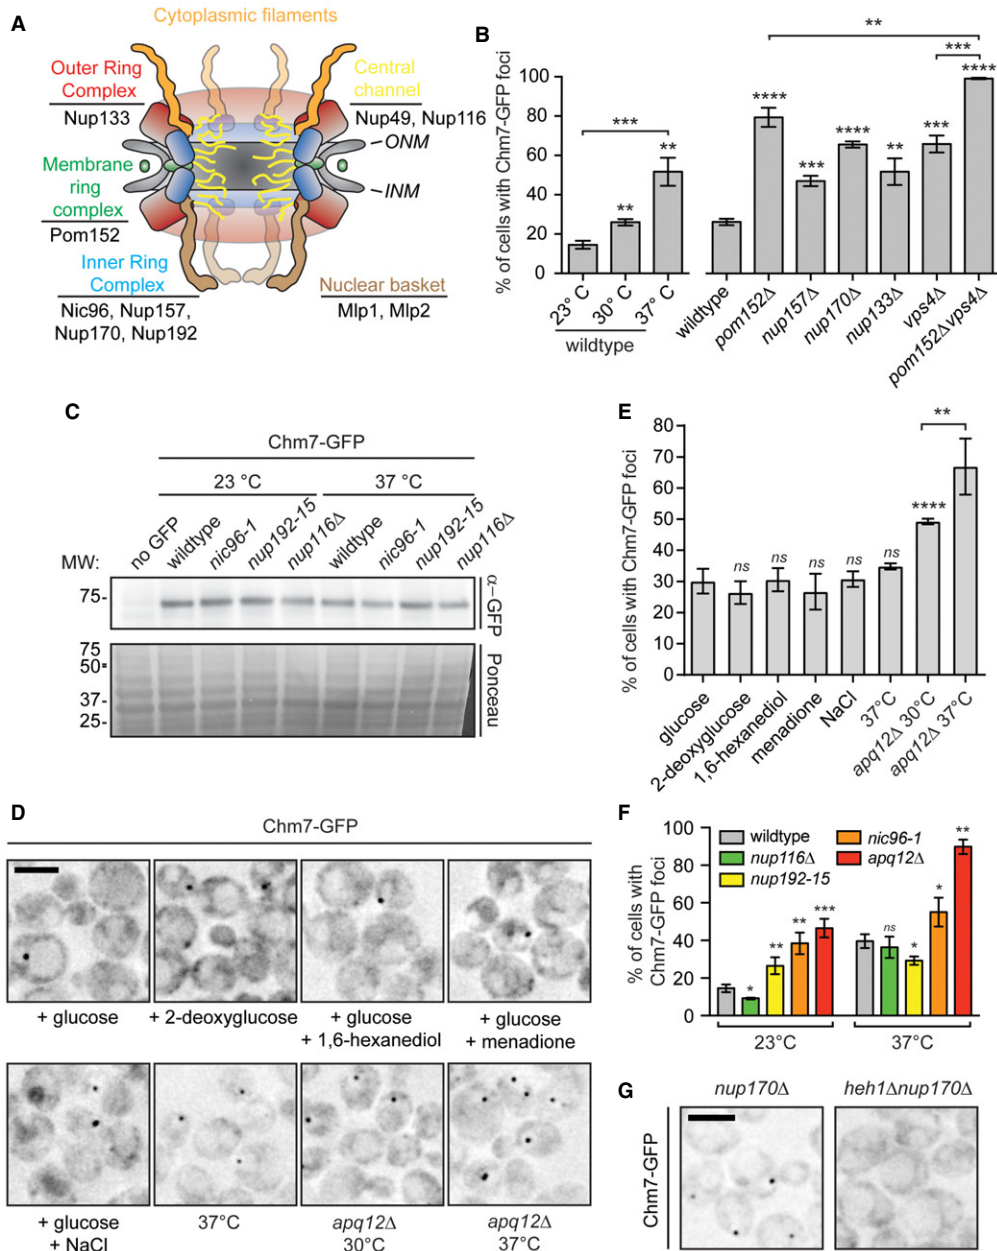 A
Cytoplasmic filaments
Outer Ring
Complex
Nup133
Central
channel
Nup49, Nup116
ONM
INM
Membrane
ring
complex
Pom152
Inner Ring
Complex
Nic96, Nup157,
Nup170, Nup192
Nuclear basket
Mlp1, Mlp2
B
% of cells with Chm7-GFP foci
100
80
60
40
20
0
***
**
**
****
***
****
**
***
****
**
***
23° C
30° C
37° C
wildtype
wildtype
pom152Δ
nup157Δ
nup170Δ
nup133Δ
vps4Δ
pom152Δvps4Δ
C
Chm7-GFP
23 °C
37 °C
MW:
no GFP
wildtype
nic96-1
nup192-15
nup116Δ
wildtype
nic96-1
nup192-15
nup116Δ
75-
α–GFP
75
50
37-
25-
Ponceau
D
Chm7-GFP
+ glucose
+ 2-deoxyglucose
+ glucose
+ 1,6-hexanediol
+ glucose
+ menadione
+ glucose
+ NaCl
37°C
apq12Δ
30°C
apq12Δ
37°C
E
% of cells with Chm7-GFP foci
80
70
60
50
40
30
20
10
0
ns
ns
ns
ns
ns
****
**
glucose
2-deoxyglucose
1,6-hexanediol
menadione
NaCl
37°C
apq12Δ 30°C
apq12Δ 37°C
F
% of cells with
Chm7-GFP foci
100
80
60
40
20
0
wildtype
nup116Δ
nup192-15
nic96-1
apq12Δ
*
**
**
***
ns
*
*
**
23°C
37°C
G
nup170Δ
heh1Δnup170Δ
Chm7-GFP